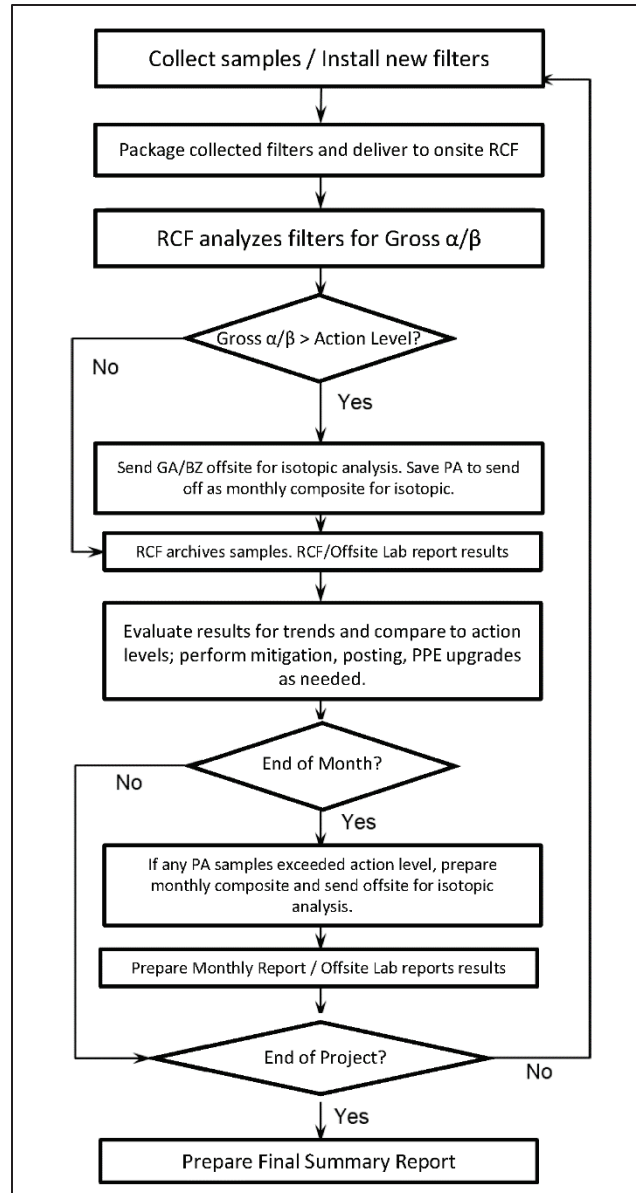 Collect samples / Install new filters
Package collected filters and deliver to onsite RCF
RCF analyzes filters for Gross α/β
Gross α/β > Action Level?
No
Yes
Send GA/BZ offsite for isotopic analysis. Save PA to send
off as monthly composite for isotopic.
RCF archives samples. RCF/Offsite Lab report results
Evaluate results for trends and compare to action
levels; perform mitigation, posting, PPE upgrades
as needed.
End of Month?
No
Yes
If any PA samples exceeded action level, prepare
monthly composite and send offsite for isotopic
analysis.
Prepare Monthly Report / Offsite Lab reports results
End of Project?
No
Yes
Prepare Final Summary Report